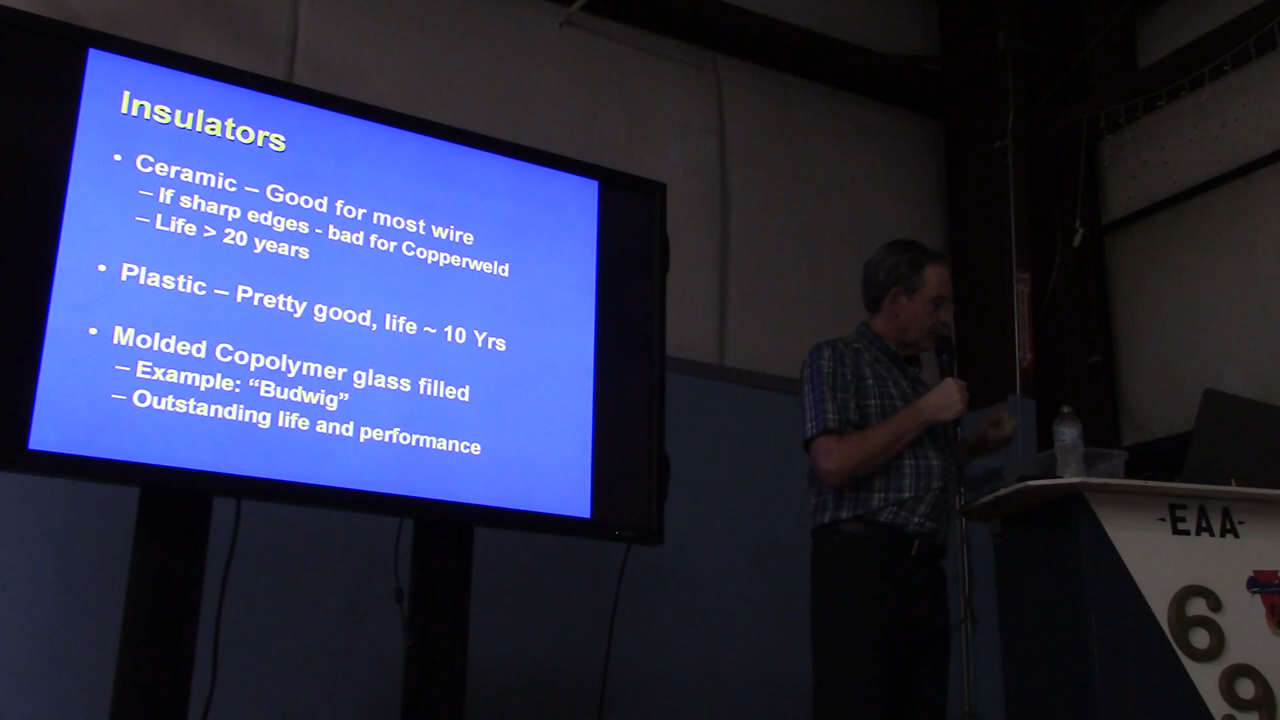 Insulators
• Ceramic – Good for most wire
– If sharp edges - bad for Copperweld
– Life > 20 years
• Plastic – Pretty good, life ~ 10 Yrs
• Molded Copolymer glass filled
– Example: “Budwig”
– Outstanding life and performance
-EAA-
6
9